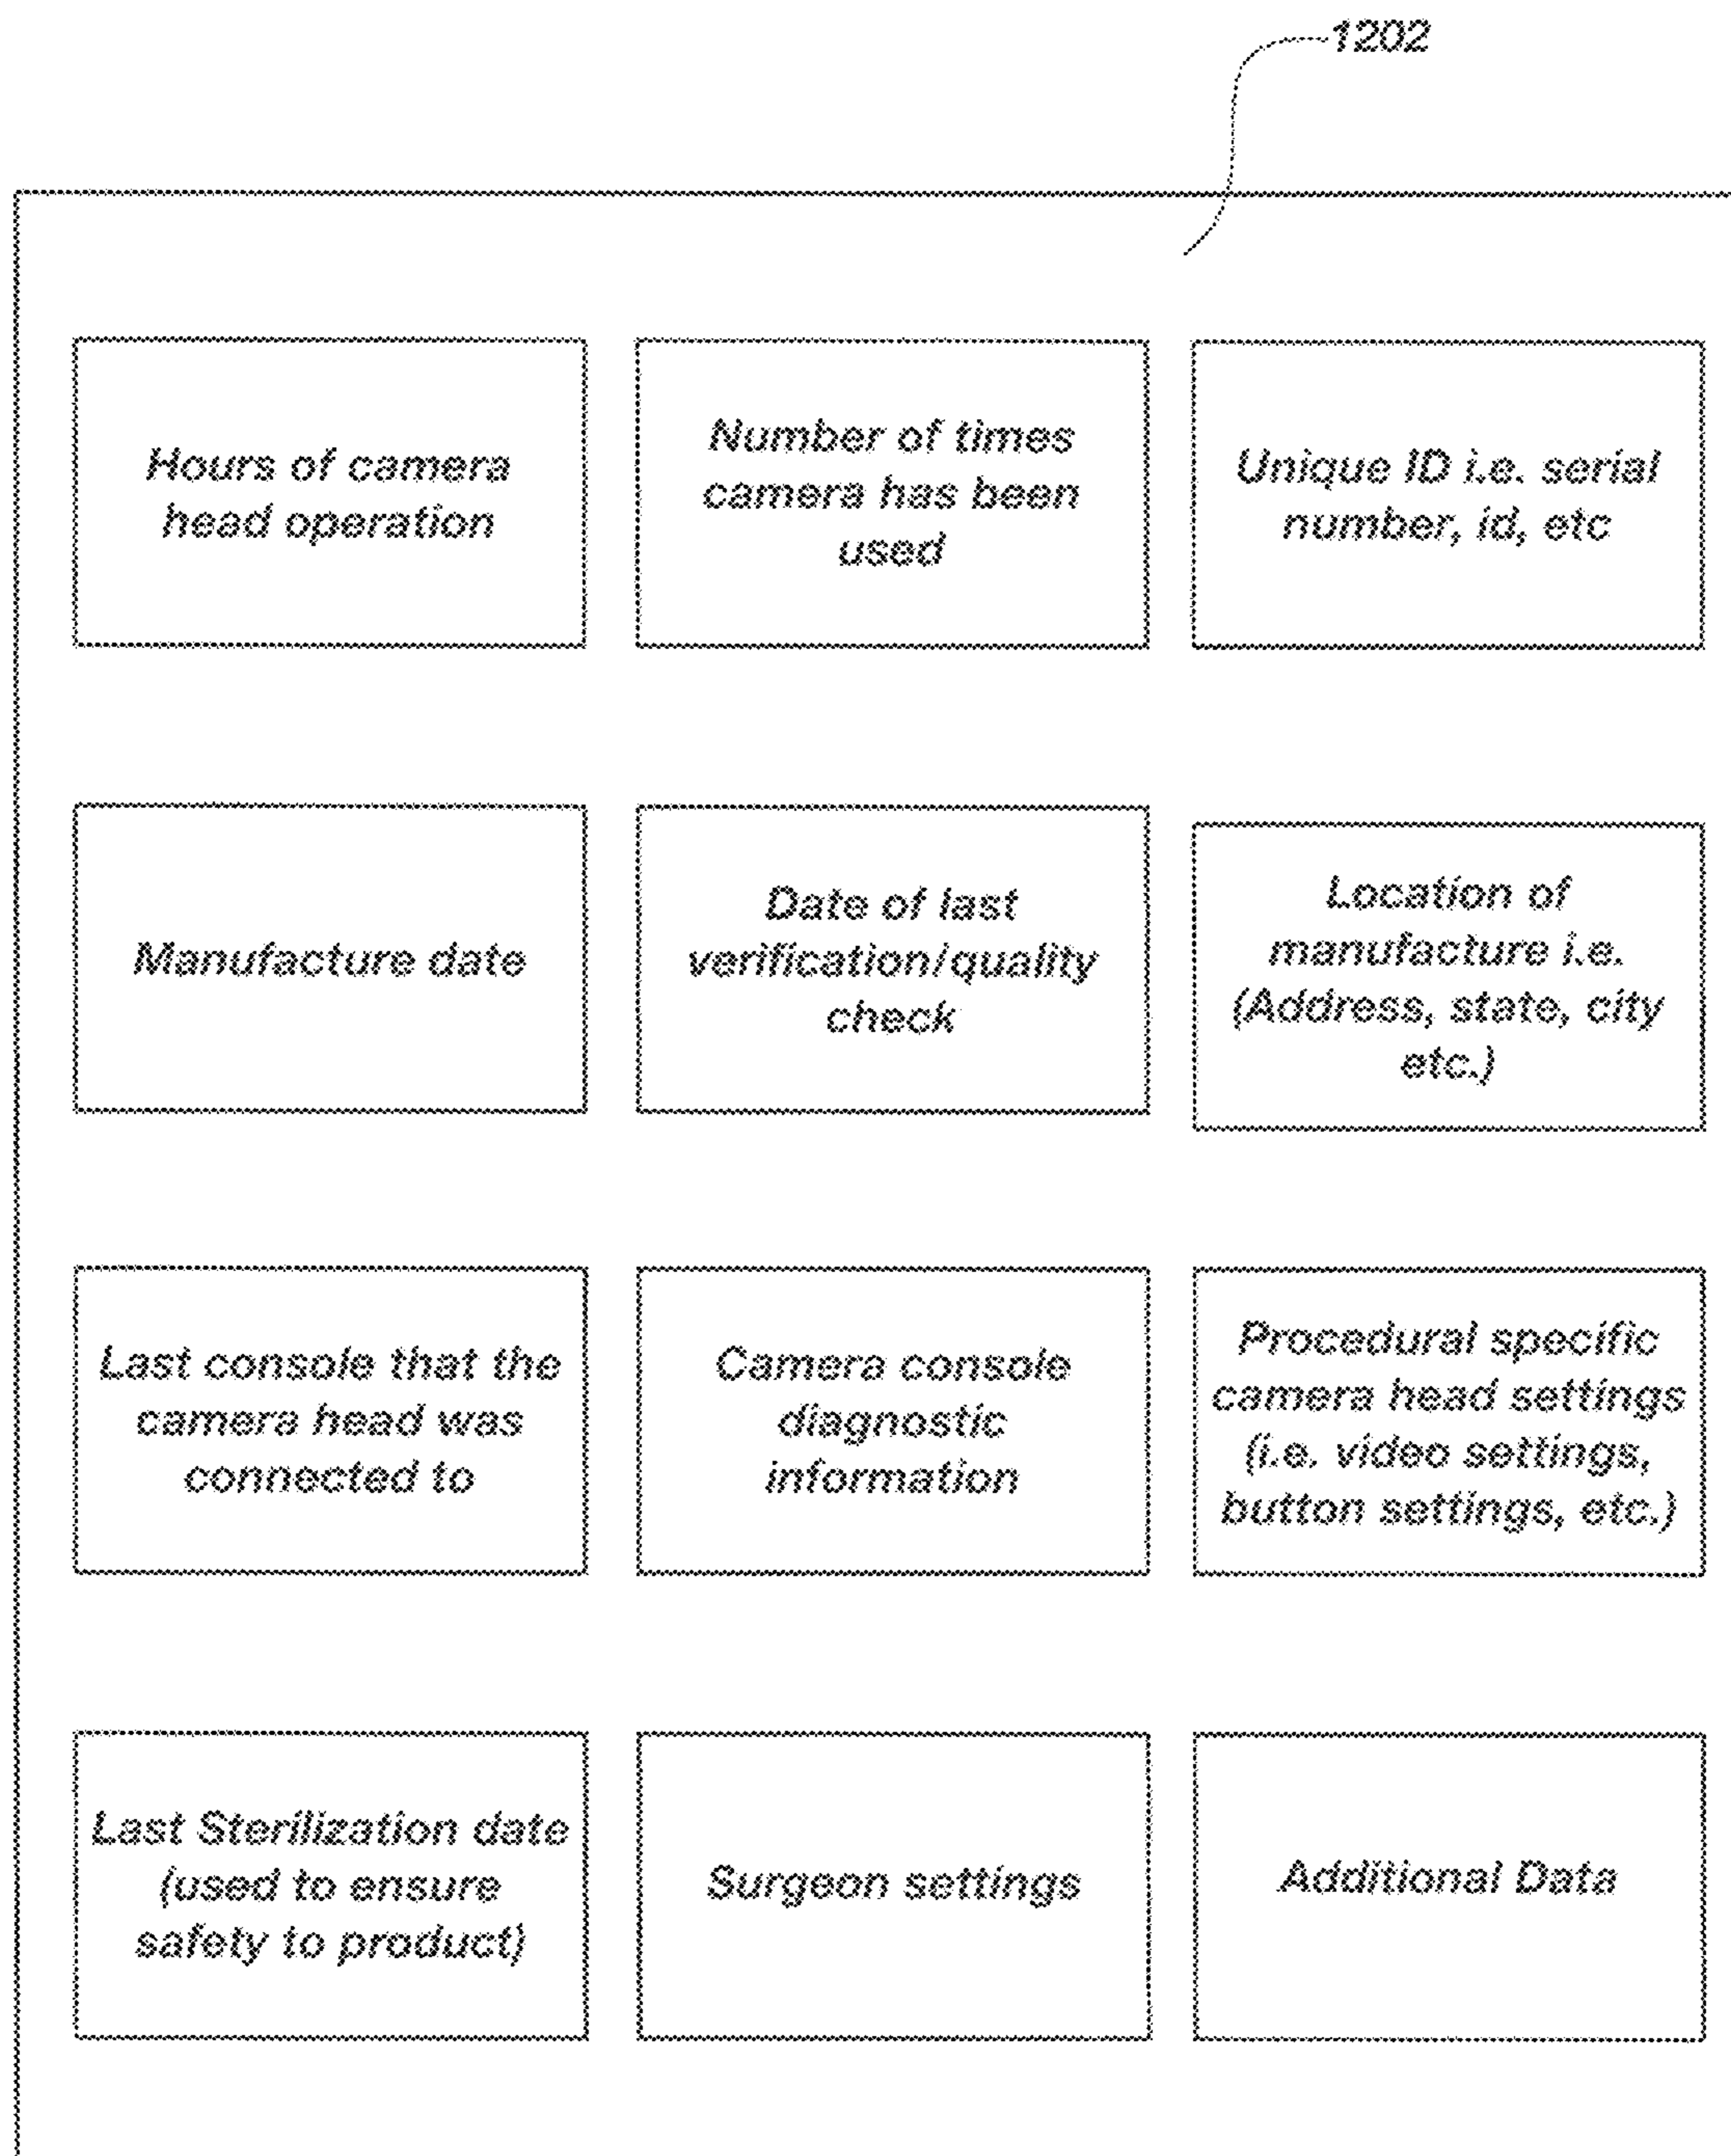 1202
Hours of camera
head operation
Number of times
camera has been
used
Unique ID i.e. serial
number, id, etc
Manufacture date
Date of last
verification/quality
check
Location of
manufacture i.e.
(Address, state, city
etc.)
Last console that the
camera head was
connected to
Camera console
diagnostic
information
Procedural specific
camera head settings
(i.e. video settings,
button settings, etc.)
Last Sterilization date
(used to ensure
safety to product)
Surgeon settings
Additional Data